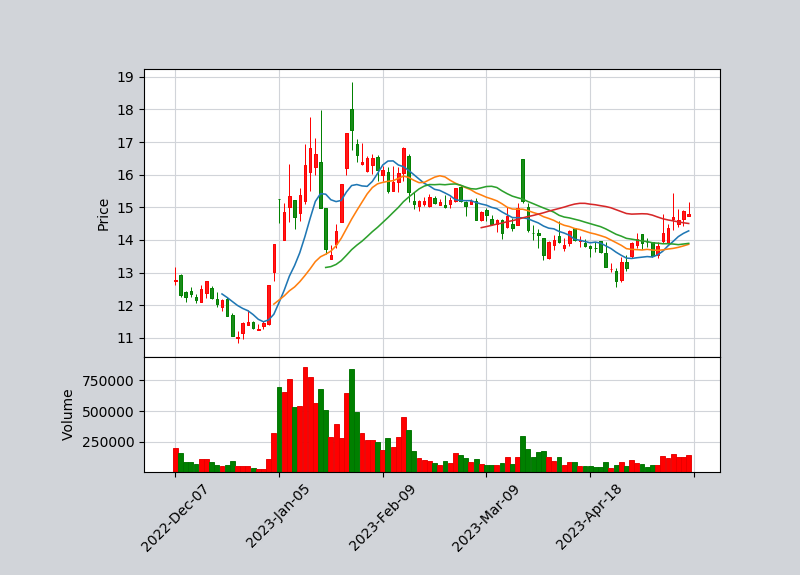 19
18
17
16
15
14
13
12
11
Price
750000
500000
250000
Volume
2022-Dec-07
2023-Jan-05
2023-Feb-09
2023-Mar-09
2023-Apr-18